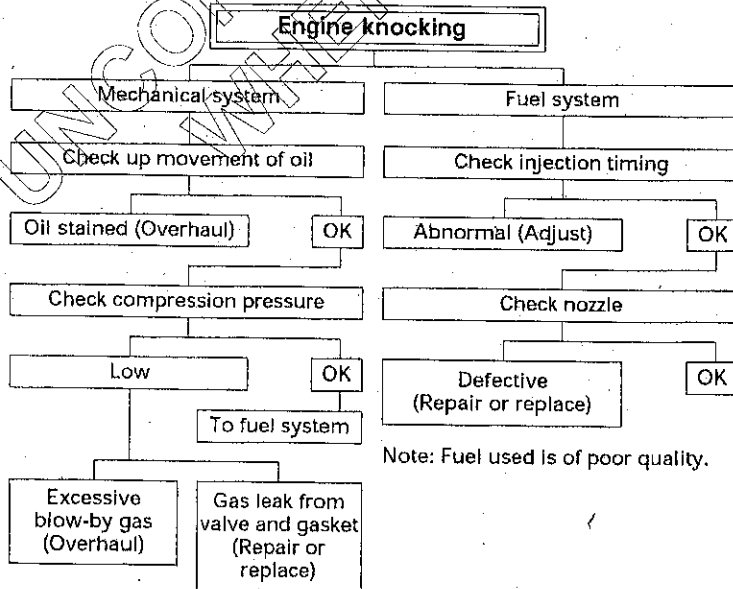 Engine knocking
Mechanical system
Fuel system
Check up movement of oil
Check injection timing
Oil stained (Overhaul)
OK
Abnormal (Adjust)
OK
Check compression pressure
Check nozzle
Low
OK
Defective
(Repair or replace)
OK
To fuel system
Note: Fuel used is of poor quality.
Excessive
blow-by gas
(Overhaul)
Gas leak from
valve and gasket
(Repair or
replace)